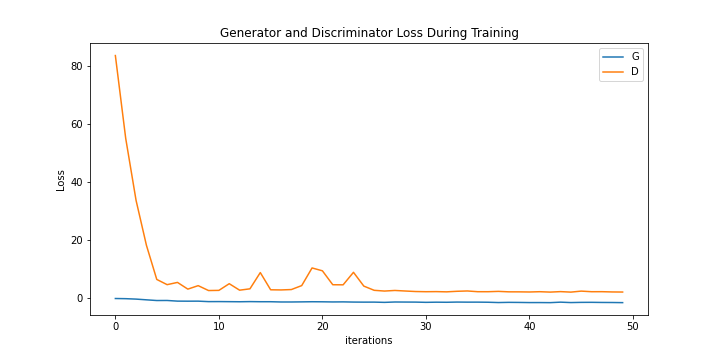 Generator and Discriminator Loss During Training
G
D
80
60
40
20
0
Loss
0 10 20 30 40 50
iterations